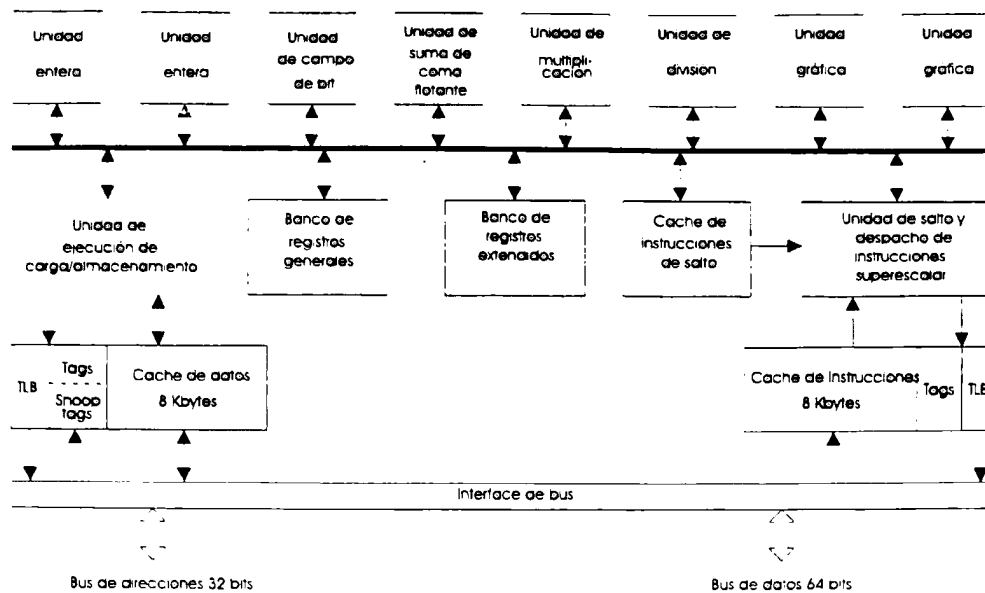 Unidad
entera
Unidad
entera
Unidad
de campo
de bit
Unidad de
suma de
coma
flotante
Unidad de
multipli-
cación
Unidad de
división
Unidad
gráfica
Unidad
grafica
Unidad de
ejecución de
carga/almacenamiento
Banco de
registros
generales
Banco de
registros
extendidos
Cache de
instrucciones
de salto
Unidad de salto y
despacho de
instrucciones
superescalar
TLB
Tags
Snoop
tags
Cache de datos
8 Kbytes
Cache de Instrucciones
8 Kbytes
Tags
TLB
Interface de bus
Bus de direcciones 32 bits
Bus de datos 64 bits